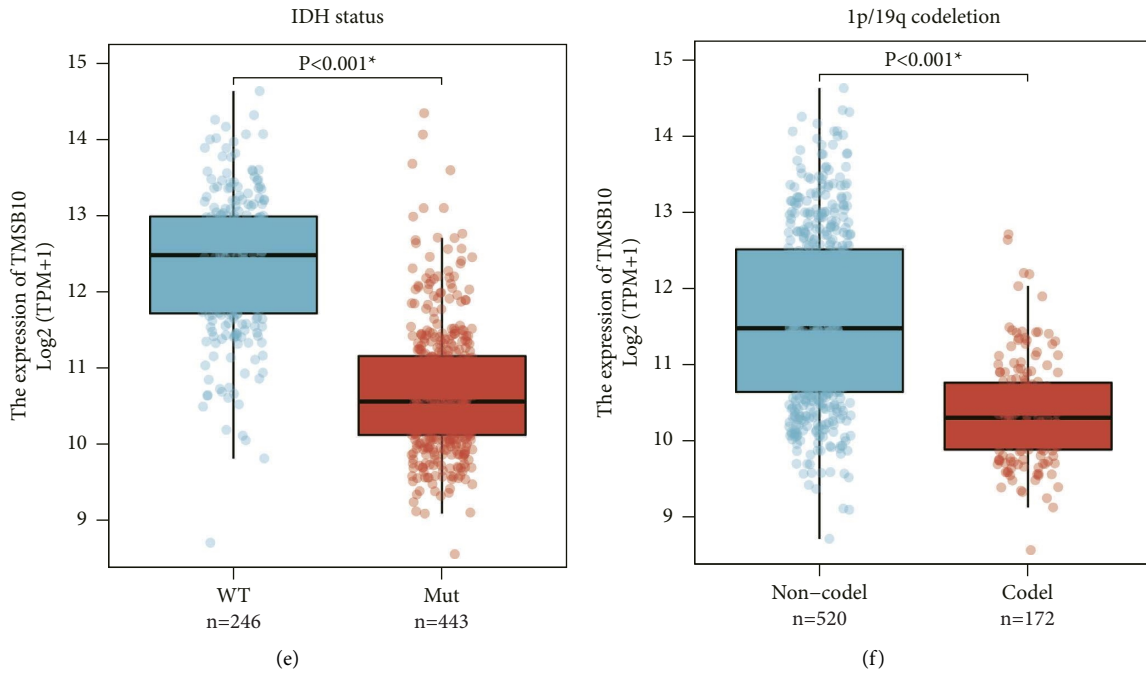 IDH status
P<0.001*
The expression of TMSB10
Log2 (TPM+1)
15
14
13
12
11
10
9
WT
n=246
Mut
n=443
(e)
1p/19q codeletion
P<0.001*
The expression of TMSB10
Log2 (TPM+1)
15
14
13
12
11
10
9
Non−codel
n=520
Codel
n=172
(f)